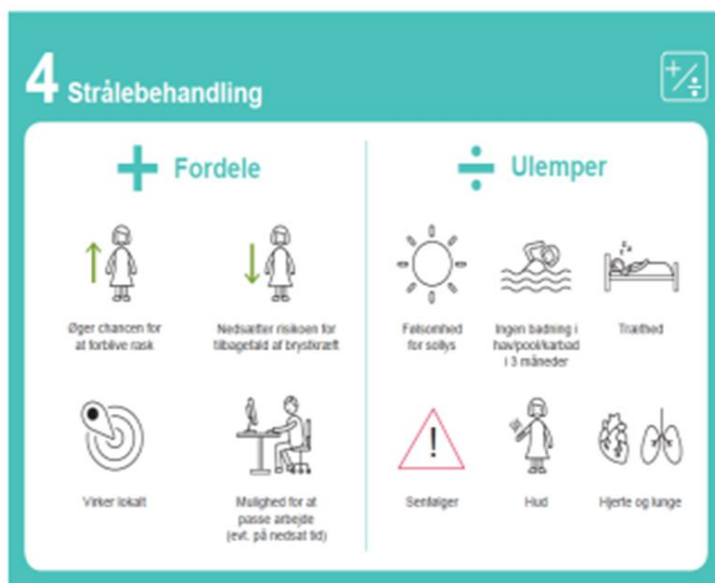 4 Strålebehandling
Fordele
Øger chancen for
at forblive rask
Nedsætter risikoen for
tilbagefald af brystkræft
Virker lokalt
Mulighed for at
passe arbejde
(evt. på nedsat tid)
Ulemper
Følsomhed
for sollys
Ingen badning i
hav/pool/karbad
i 3 måneder
Træthed
Senfølger
Hud
Hjerte og lunge